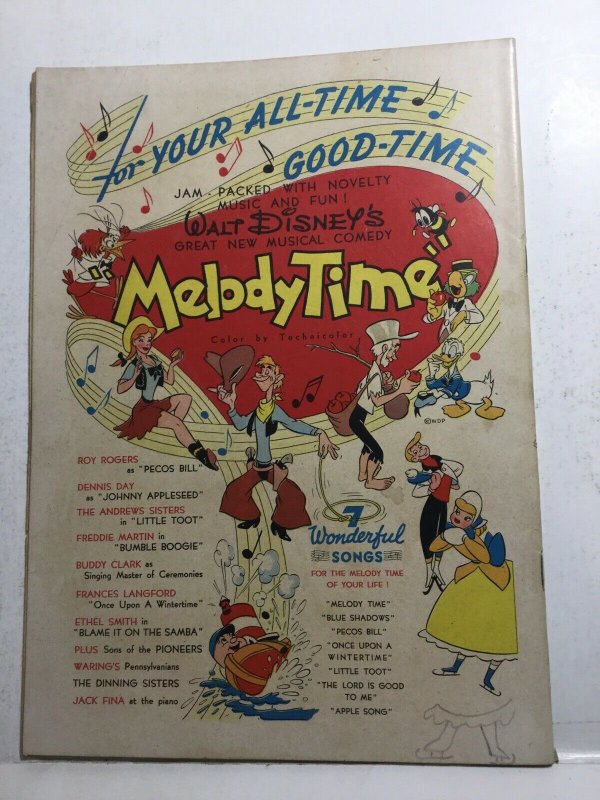 for YOUR ALL-TIME
GOOD-TIME
JAM-PACKED WITH NOVELTY
MUSIC AND FUN!
WALT DISNEY'S
GREAT NEW MUSICAL COMEDY
MelodyTime
Color by Technicolor
©WDP
ROY ROGERS
as "PECOS BILL"
DENNIS DAY
as "JOHNNY APPLESEED"
THE ANDREWS SISTERS
in "LITTLE TOOT"
FREDDIE MARTIN in
"BUMBLE BOOGIE"
BUDDY CLARK as
Singing Master of Ceremonies
FRANCES LANGFORD
"Once Upon A Wintertime"
ETHEL SMITH in
"BLAME IT ON THE SAMBA"
PLUS Sons of the PIONEERS
WARING'S Pennsylvanians
THE DINNING SISTERS
JACK FINA at the piano
7
Wonderful
SONGS
FOR THE MELODY TIME
OF YOUR LIFE!
"MELODY TIME"
"BLUE SHADOWS"
"PECOS BILL"
"ONCE UPON A
WINTERTIME"
"LITTLE TOOT"
"THE LORD IS GOOD
TO ME"
"APPLE SONG"